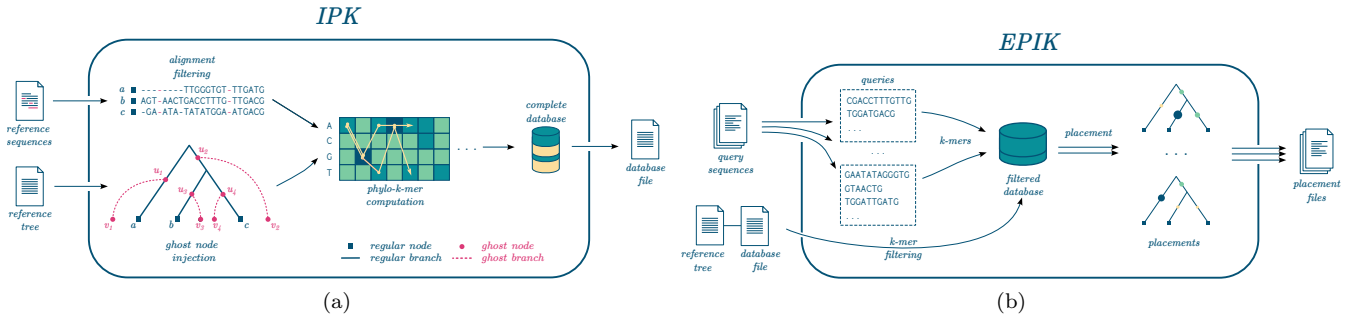 IPK
alignment
filtering
a --------TTGGGTGT-TTGATG
b AGT-AACTGACCTTTG-TTGACG
c -GA-ATA-TATATGGA-ATGACG
reference
sequences
reference
tree
u₁
u₂
u₃
u₄
v₁
a
b
v₃
v₄
c
v₂
ghost node
injection
A
C
G
T
phylo-k-mer
computation
...
complete
database
database
file
regular node
ghost node
regular branch
ghost branch
(a)
EPIK
queries
CGACCTTTGTTG
TGGATGACG
...
...
GAATATAGGGTG
GTAACTG
TGGATTGATG
...
query
sequences
k-mers
filtered
database
placement
...
placements
placement
files
reference
tree
database
file
k-mer
filtering
(b)